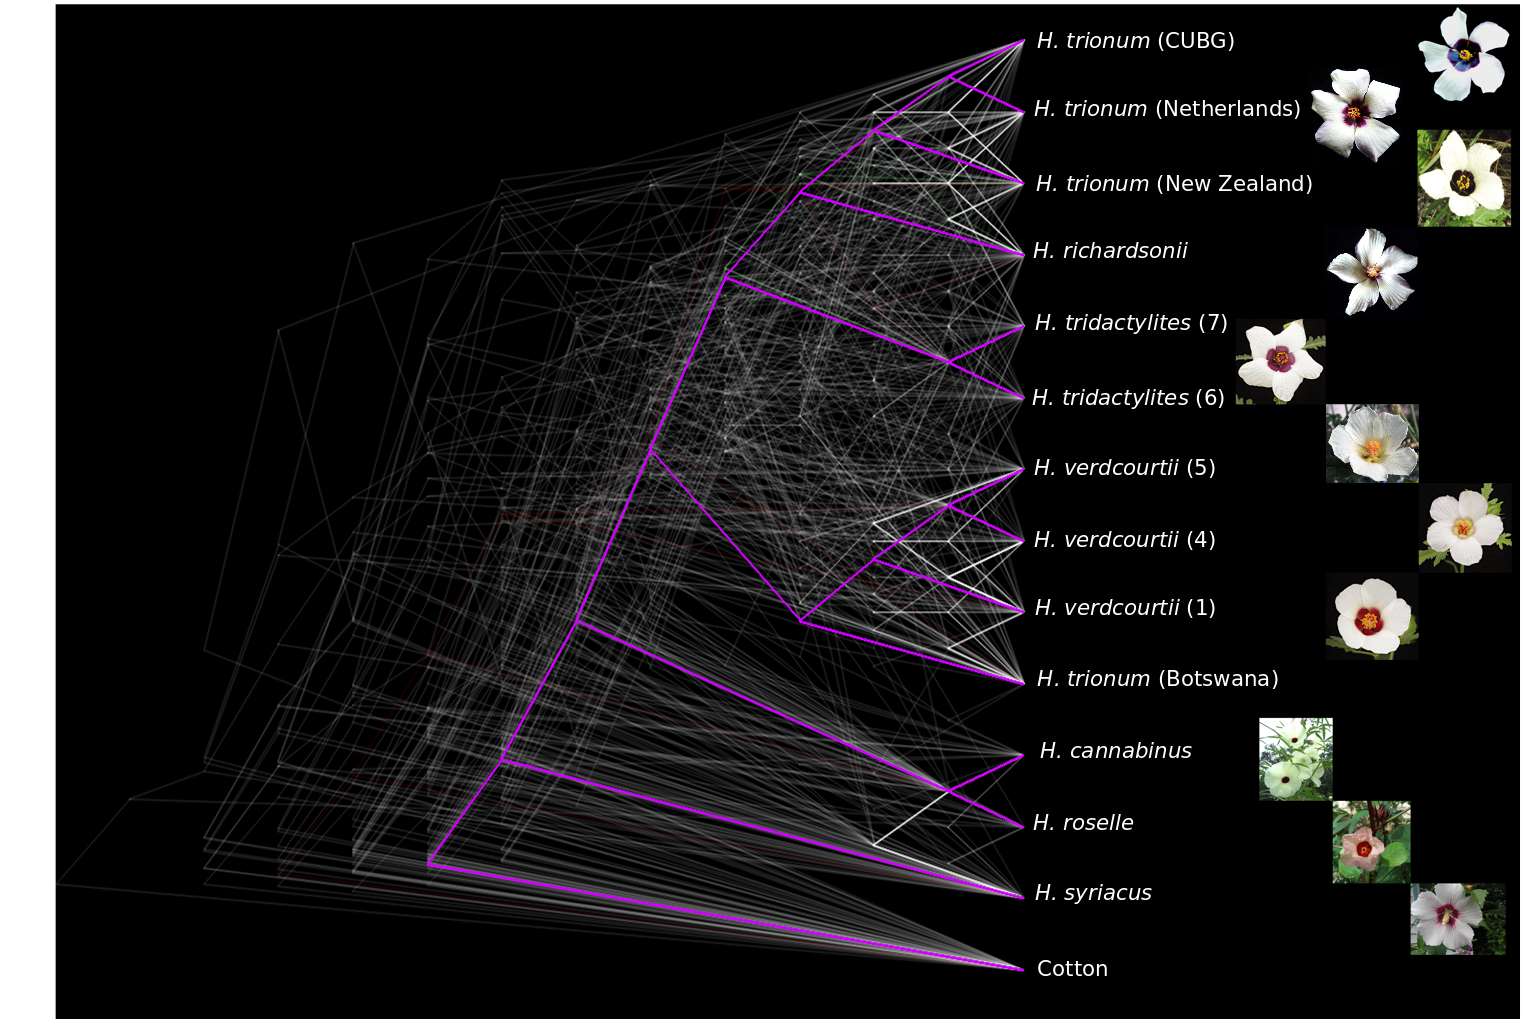 H. trionum (CUBG)
H. trionum (Netherlands)
H. trionum (New Zealand)
H. richardsonii
H. tridactylites (7)
H. tridactylites (6)
H. verdcourtii (5)
H. verdcourtii (4)
H. verdcourtii (1)
H. trionum (Botswana)
H. cannabinus
H. roselle
H. syriacus
Cotton